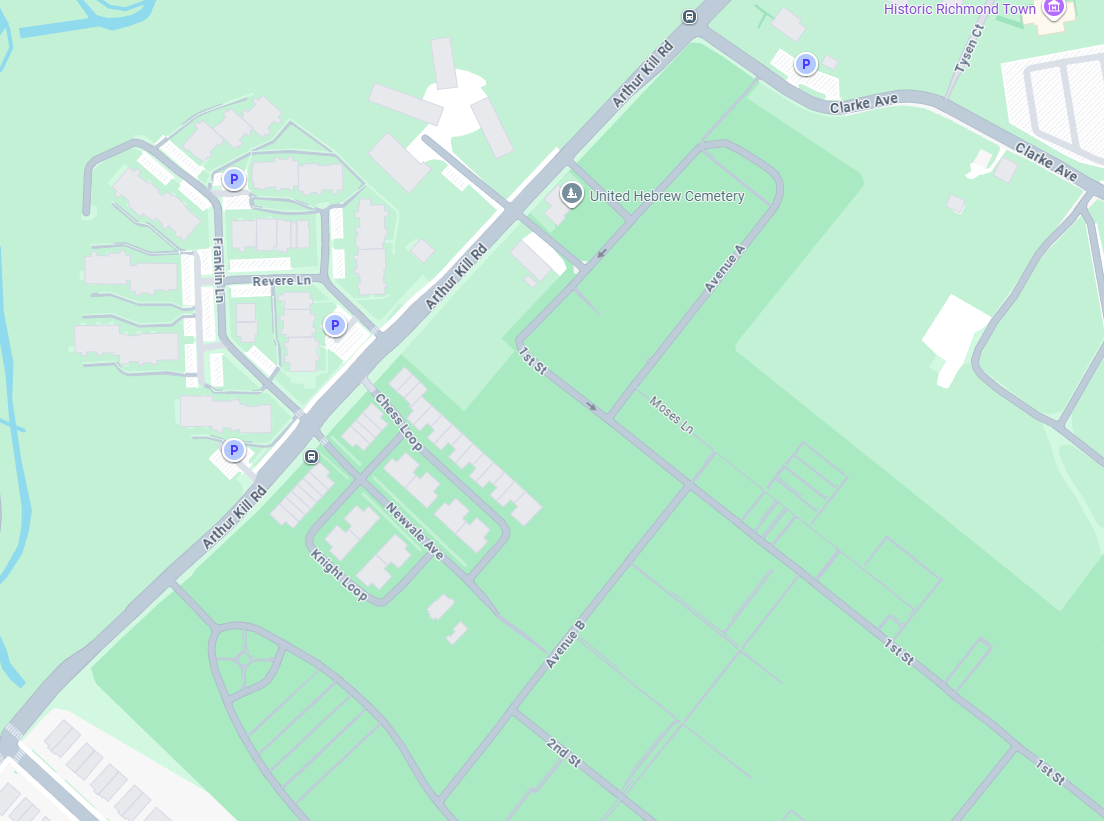 Historic Richmond Town
Tysen Ct
Arthur Kill Rd
P
Clarke Ave
Clarke Ave
P
United Hebrew Cemetery
Franklin Ln
Revere Ln
Arthur Kill Rd
Avenue A
P
1st St
Chess Loop
Moses Ln
P
Arthur Kill Rd
Newvale Ave
Knight Loop
Avenue B
1st St
2nd St
1st St